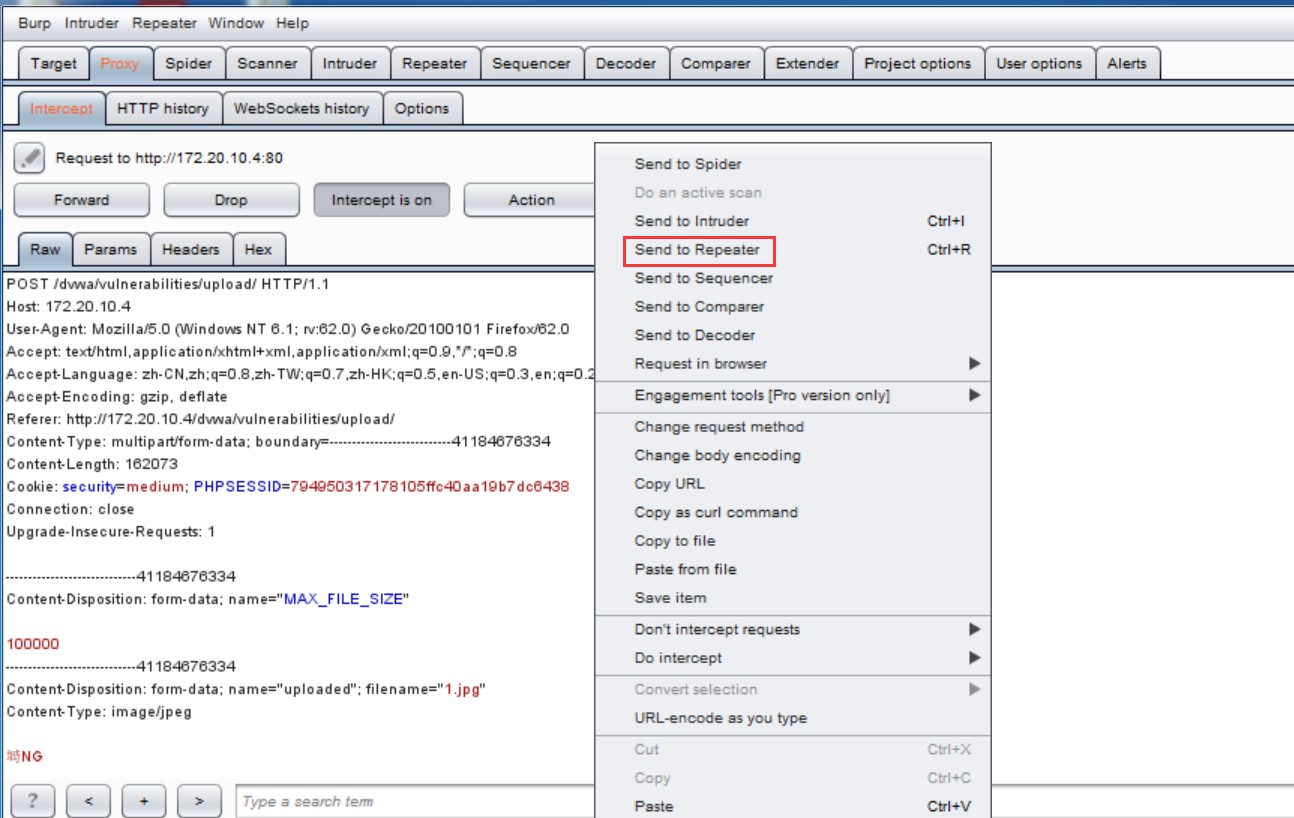 Burp Intruder Repeater Window Help
Target Proxy Spider Scanner Intruder Repeater Sequencer Decoder Comparer Extender Project options User options Alerts
Intercept HTTP history WebSockets history Options
Request to http://172.20.10.4:80
Forward Drop Intercept is on Action
Raw Params Headers Hex
POST /dvwa/vulnerabilities/upload/ HTTP/1.1
Host: 172.20.10.4
User-Agent: Mozilla/5.0 (Windows NT 6.1; rv:62.0) Gecko/20100101 Firefox/62.0
Accept: text/html,application/xhtml+xml,application/xml;q=0.9,*/*;q=0.8
Accept-Language: zh-CN,zh;q=0.8,zh-TW;q=0.7,zh-HK;q=0.5,en-US;q=0.3,en;q=0.2
Accept-Encoding: gzip, deflate
Referer: http://172.20.10.4/dvwa/vulnerabilities/upload/
Content-Type: multipart/form-data; boundary=---------------------------41184676334
Content-Length: 162073
Cookie: security=medium; PHPSESSID=794950317178105ffc40aa19b7dc6438
Connection: close
Upgrade-Insecure-Requests: 1
-----------------------------41184676334
Content-Disposition: form-data; name="MAX_FILE_SIZE"
100000
-----------------------------41184676334
Content-Disposition: form-data; name="uploaded"; filename="1.jpg"
Content-Type: image/jpeg
NG
? < + > Type a search term
Send to Spider
Do an active scan
Send to Intruder Ctrl+I
Send to Repeater Ctrl+R
Send to Sequencer
Send to Comparer
Send to Decoder
Request in browser
Engagement tools [Pro version only]
Change request method
Change body encoding
Copy URL
Copy as curl command
Copy to file
Paste from file
Save item
Don't intercept requests
Do intercept
Convert selection
URL-encode as you type
Cut Ctrl+X
Copy Ctrl+C
Paste Ctrl+V